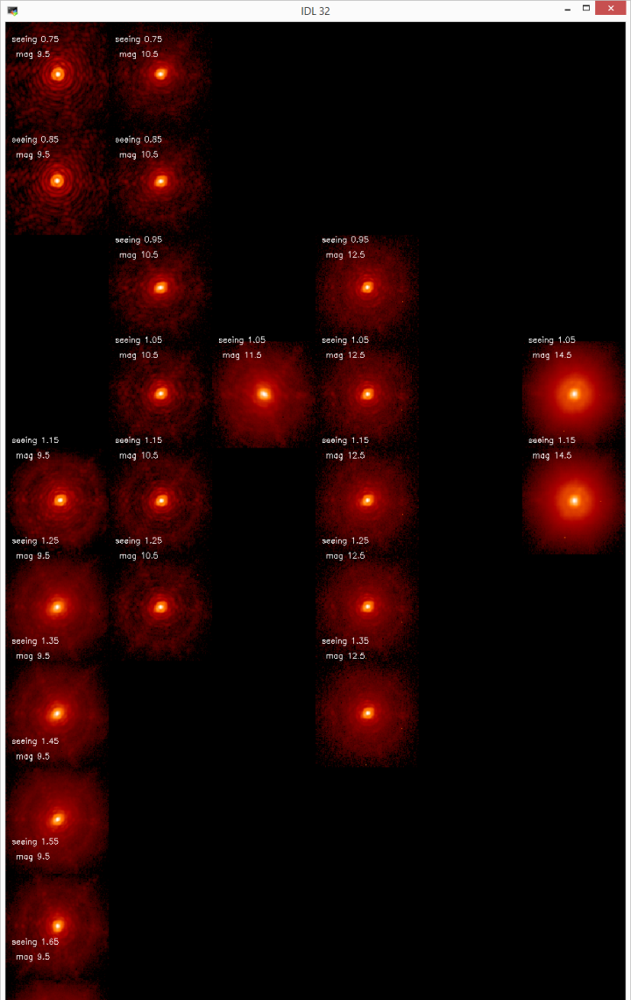 IDL 32
seeing 0.75 seeing 0.75
mag 9.5 mag 10.5
seeing 0.85 seeing 0.85
mag 9.5 mag 10.5
seeing 0.95 seeing 0.95
mag 10.5 mag 12.5
seeing 1.05 seeing 1.05 seeing 1.05 seeing 1.05
mag 10.5 mag 11.5 mag 12.5 mag 14.5
seeing 1.15 seeing 1.15 seeing 1.15 seeing 1.15
mag 9.5 mag 10.5 mag 12.5 mag 14.5
seeing 1.25 seeing 1.25 seeing 1.25
mag 9.5 mag 10.5 mag 12.5
seeing 1.35 seeing 1.35
mag 9.5 mag 12.5
seeing 1.45
mag 9.5
seeing 1.55
mag 9.5
seeing 1.65
mag 9.5